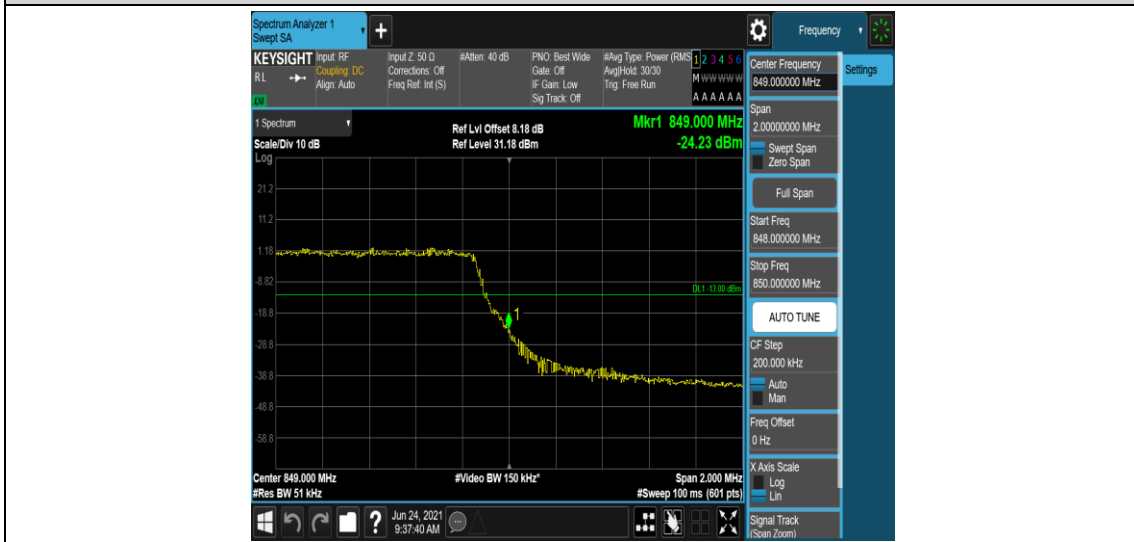 Spectrum Analyzer 1
Swept SA
+
Frequency
KEYSIGHT
RL
LXI
Input: RF
Coupling: DC
Align: Auto
Input Z: 50 Ω
Corrections: Off
Freq Ref: Int (S)
#Atten: 40 dB
PNO: Best Wide
Gate: Off
IF Gain: Low
Sig Track: Off
#Avg Type: Power (RMS
Avg|Hold: 30/30
Trig: Free Run
1 2 3 4 5 6
M W W W W W
A A A A A A
1 Spectrum
Scale/Div 10 dB
Log
Ref Lvl Offset 8.18 dB
Ref Level 31.18 dBm
Mkr1 849.000 MHz
-24.23 dBm
21.2
11.2
1.18
-8.82
-18.8
-28.8
-38.8
-48.8
-58.8
DL1 -13.00 dBm
1
Center 849.000 MHz
#Res BW 51 kHz
#Video BW 150 kHz*
Span 2.000 MHz
#Sweep 100 ms (601 pts)
?
Jun 24, 2021
9:37:40 AM
Center Frequency
849.000000 MHz
Settings
Span
2.00000000 MHz
Swept Span
Zero Span
Full Span
Start Freq
848.000000 MHz
Stop Freq
850.000000 MHz
AUTO TUNE
CF Step
200.000 kHz
Auto
Man
Freq Offset
0 Hz
X Axis Scale
Log
Lin
Signal Track
(Span Zoom)